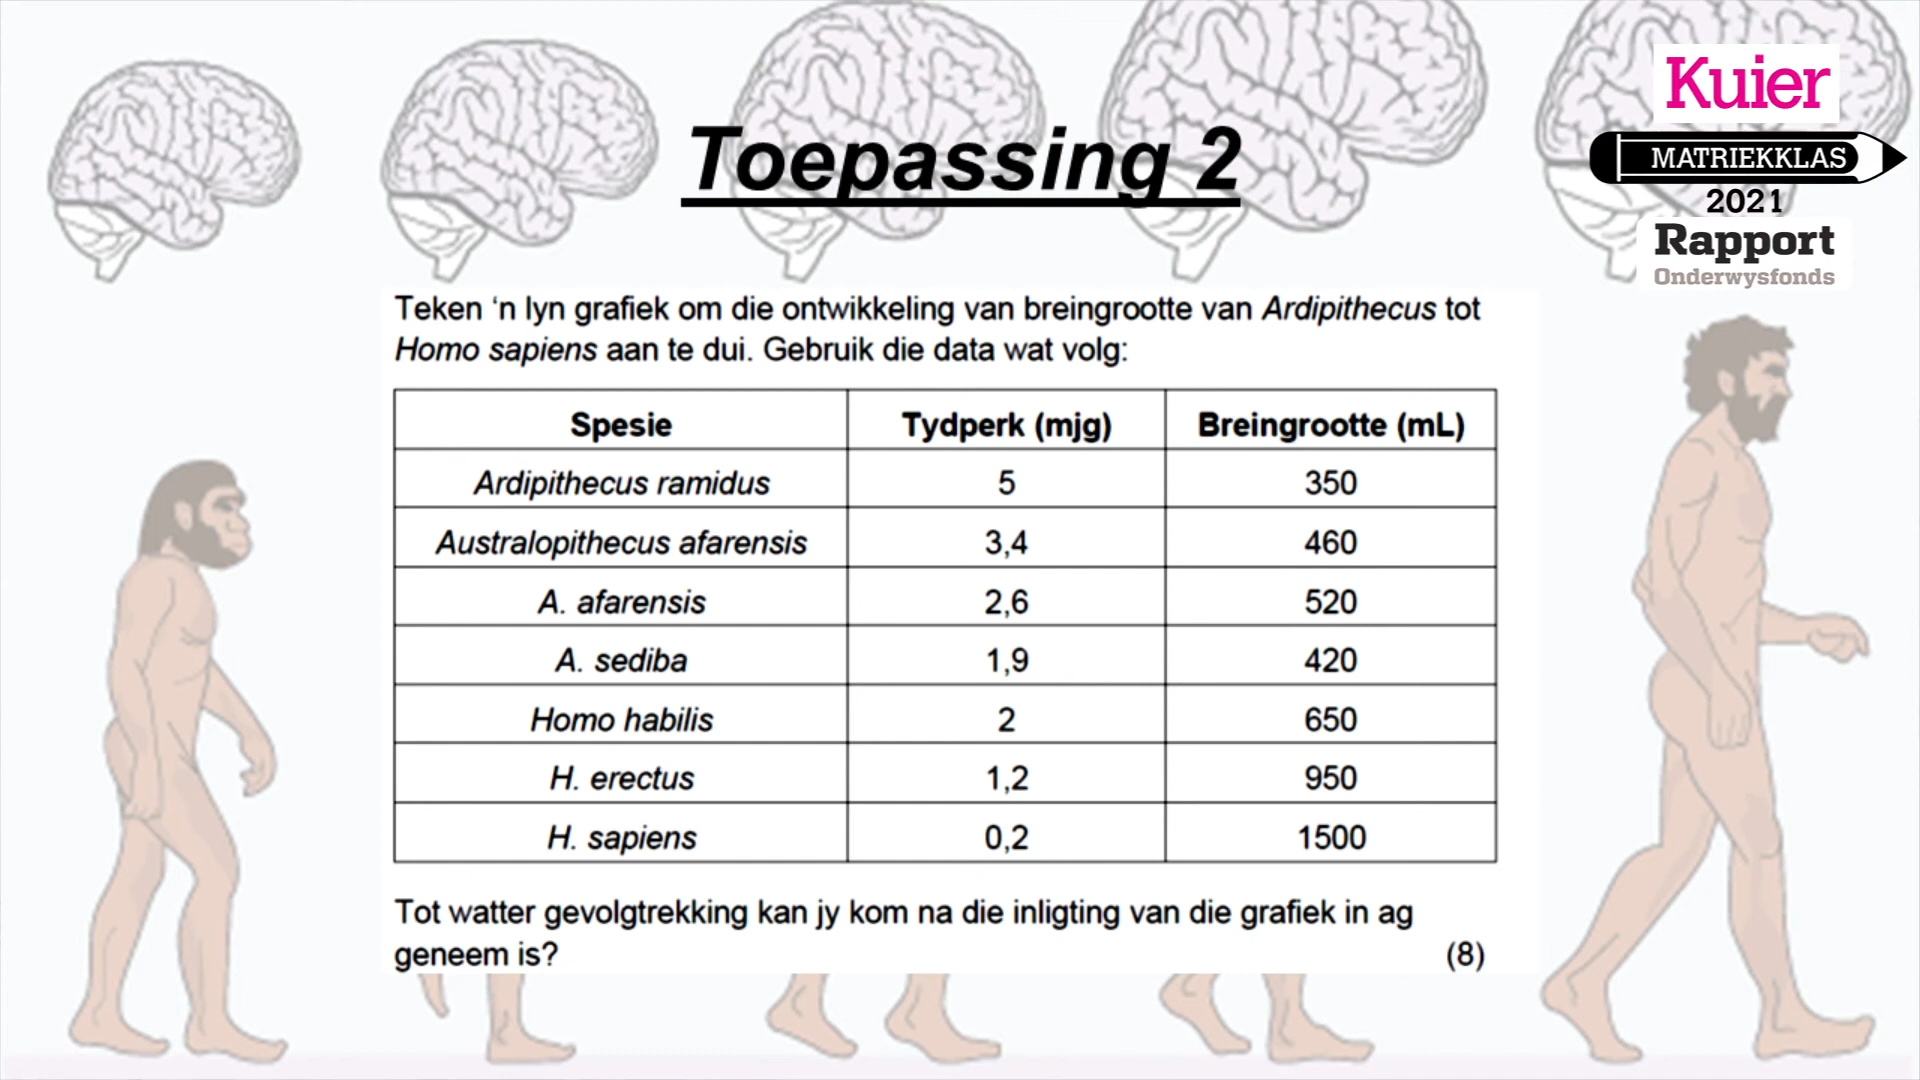 Toepassing 2
Kuier
MATRIEKKLAS
2021
Rapport
Onderwysfonds
Teken ‘n lyn grafiek om die ontwikkeling van breingrootte van Ardipithecus tot
Homo sapiens aan te dui. Gebruik die data wat volg:
Spesie Tydperk (mjg) Breingrootte (mL)
Ardipithecus ramidus 5 350
Australopithecus afarensis 3,4 460
A. afarensis 2,6 520
A. sediba 1,9 420
Homo habilis 2 650
H. erectus 1,2 950
H. sapiens 0,2 1500
Tot watter gevolgtrekking kan jy kom na die inligting van die grafiek in ag
geneem is? (8)